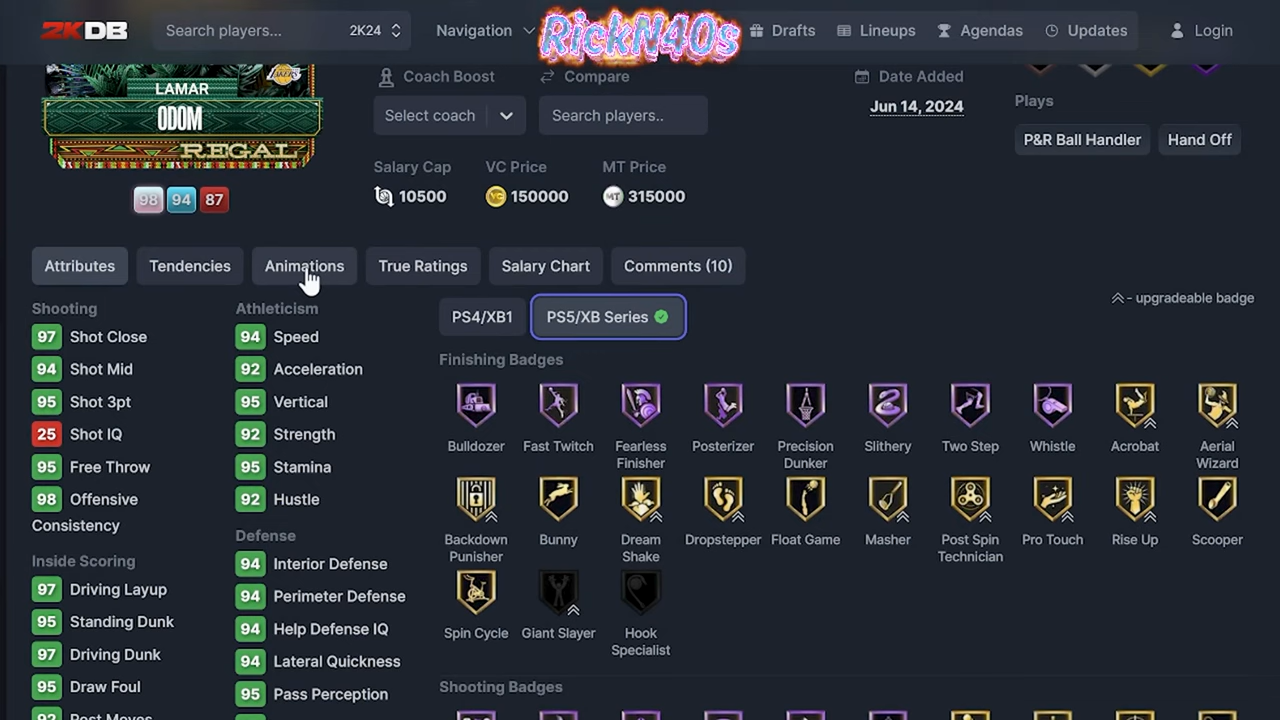 2KDB
Search players...
2K24
Navigation
RickN40s
Drafts
Lineups
Agendas
Updates
Login
LAMAR
ODOM
REGAL
98 94 87
Coach Boost
Select coach
Compare
Search players..
Date Added
Jun 14, 2024
Plays
P&R Ball Handler
Hand Off
Salary Cap
10500
VC Price
VC 150000
MT Price
MT 315000
Attributes
Tendencies
Animations
True Ratings
Salary Chart
Comments (10)
- upgradeable badge
Shooting
97 Shot Close
94 Shot Mid
95 Shot 3pt
25 Shot IQ
95 Free Throw
98 Offensive
Consistency
Inside Scoring
97 Driving Layup
95 Standing Dunk
97 Driving Dunk
95 Draw Foul
92 Post Moves
Athleticism
94 Speed
92 Acceleration
95 Vertical
92 Strength
95 Stamina
92 Hustle
Defense
94 Interior Defense
94 Perimeter Defense
94 Help Defense IQ
94 Lateral Quickness
95 Pass Perception
PS4/XB1
PS5/XB Series
Finishing Badges
Bulldozer
Fast Twitch
Fearless
Finisher
Posterizer
Precision
Dunker
Slithery
Two Step
Whistle
Acrobat
Aerial
Wizard
Backdown
Punisher
Bunny
Dream
Shake
Dropstepper
Float Game
Masher
Post Spin
Technician
Pro Touch
Rise Up
Scooper
Spin Cycle
Giant Slayer
Hook
Specialist
Shooting Badges